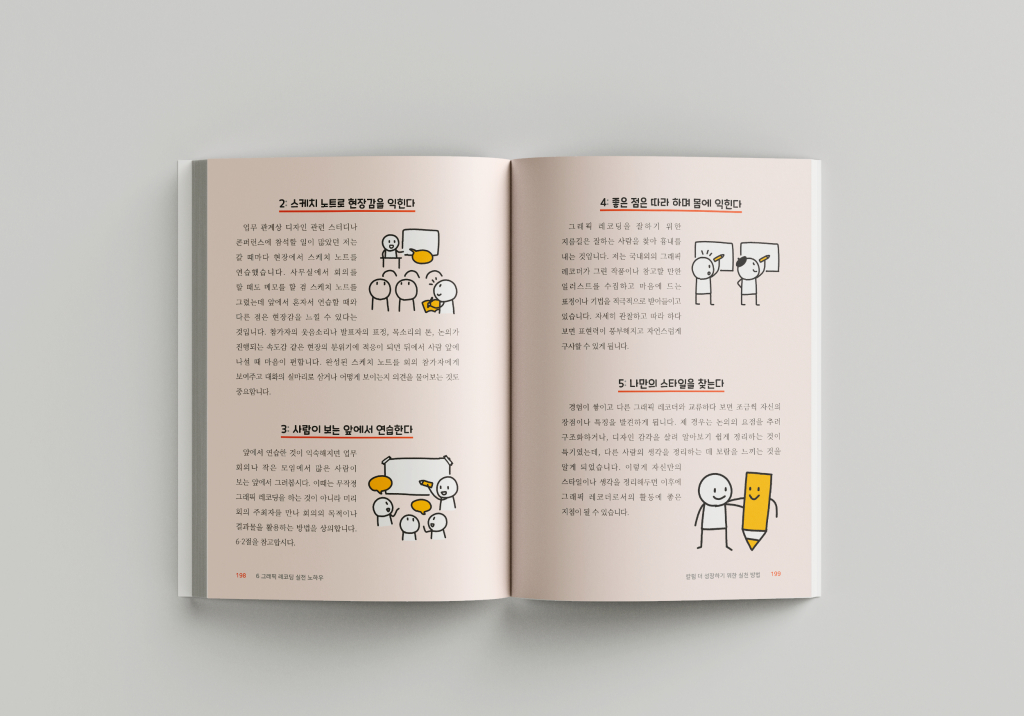 2: 스케치 노트로 현장감을 익힌다
업무 관계상 디자인 관련 스터디나
콘퍼런스에 참석할 일이 많았던 저는
갈 때마다 현장에서 스케치 노트를
연습했습니다. 사무실에서 회의를
할 때도 메모를 할 겸 스케치 노트를
그렸는데 앞에서 혼자서 연습할 때와
다른 점은 현장감을 느낄 수 있다는
것입니다. 참가자의 웃음소리나 발표자의 표정, 목소리의 톤, 논의가
진행되는 속도감 같은 현장의 분위기에 적응이 되면 뒤에서 사람 앞에
나설 때 마음이 편합니다. 완성된 스케치 노트를 회의 참가자에게
보여주고 대화의 실마리로 삼거나 어떻게 보이는지 의견을 물어보는 것도
중요합니다.
3: 사람이 보는 앞에서 연습한다
앞에서 연습한 것이 익숙해지면 업무
회의나 작은 모임에서 많은 사람이
보는 앞에서 그려봅시다. 이때는 무작정
그래픽 레코딩을 하는 것이 아니라 미리
회의 주최자를 만나 회의의 목적이나
결과물을 활용하는 방법을 상의합니다.
6-2절을 참고합시다.
198 6 그래픽 레코딩 실전 노하우
4: 좋은 점은 따라 하며 몸에 익힌다
그래픽 레코딩을 잘하기 위한
지름길은 잘하는 사람을 찾아 흉내를
내는 것입니다. 저는 국내외의 그래픽
레코더가 그린 작품이나 참고할 만한
일러스트를 수집하고 마음에 드는
표정이나 기법을 적극적으로 받아들이고
있습니다. 자세히 관찰하고 따라 하다
보면 표현력이 풍부해지고 자연스럽게
구사할 수 있게 됩니다.
5: 나만의 스타일을 찾는다
경험이 쌓이고 다른 그래픽 레코더와 교류하다 보면 조금씩 자신의
장점이나 특징을 발견하게 됩니다. 제 경우는 논의의 요점을 추려
구조화하거나, 디자인 감각을 살려 알아보기 쉽게 정리하는 것이
특기였는데, 다른 사람의 생각을 정리하는 데 보람을 느끼는 것을
알게 되었습니다. 이렇게 자신만의
스타일이나 생각을 정리해두면 이후에
그래픽 레코더로서의 활동에 좋은
지침이 될 수 있습니다.
칼럼 더 성장하기 위한 실천 방법 199